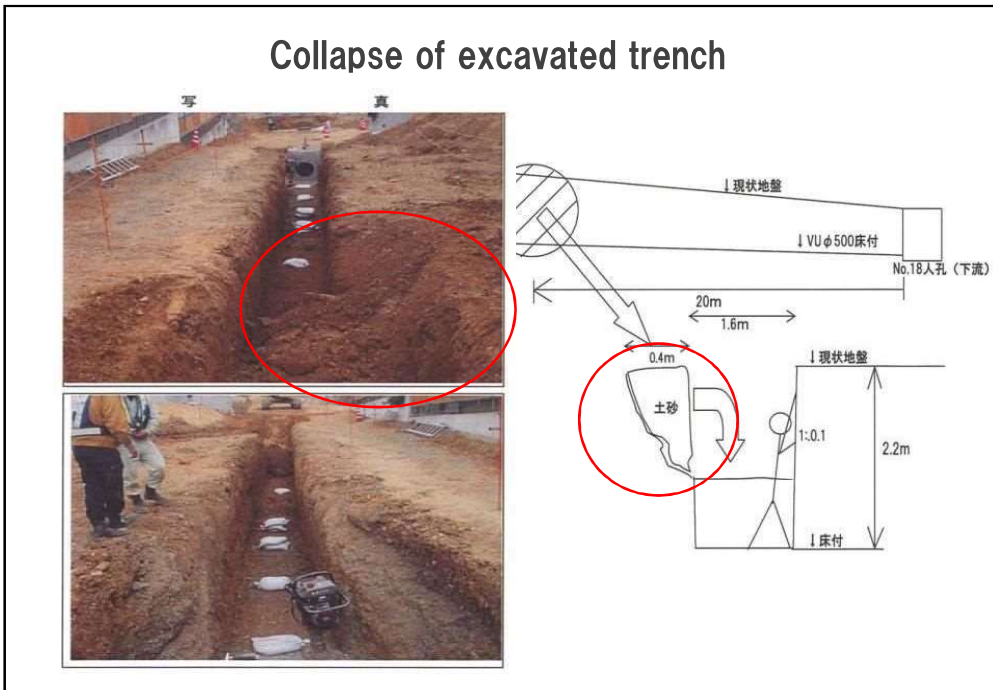 Collapse of excavated trench
写 真
↓現状地盤
↓VUφ500床付
No.18人孔（下流）
20m
1.6m
0.4m
↓現状地盤
土砂
1:.0.1
2.2m
↓床付